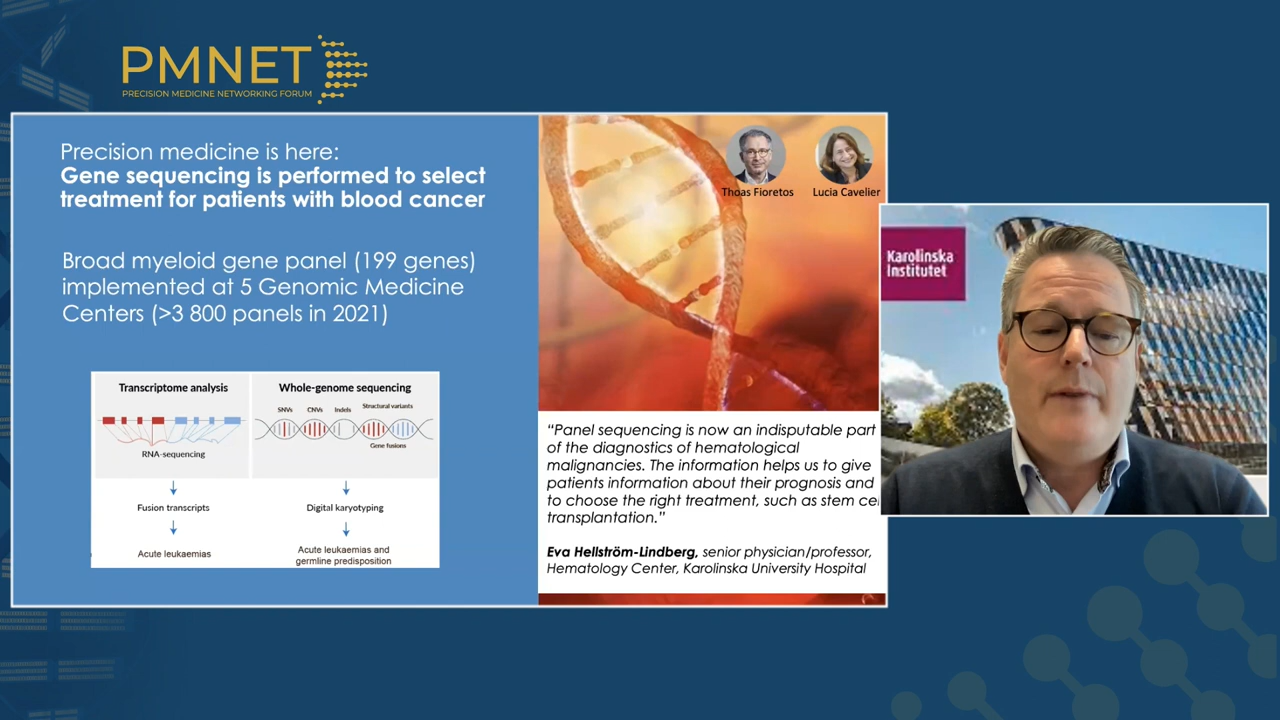 PMNET
PRECISION MEDICINE NETWORKING FORUM
Precision medicine is here:
Gene sequencing is performed to select
treatment for patients with blood cancer
Broad myeloid gene panel (199 genes)
implemented at 5 Genomic Medicine
Centers (>3 800 panels in 2021)
Transcriptome analysis
RNA-sequencing
Fusion transcripts
Acute leukaemias
Whole-genome sequencing
SNVs
CNVs
Indels
Structural variants
Gene fusions
Digital karyotyping
Acute leukaemias and
germline predisposition
Thoas Fioretos
Lucia Cavelier
“Panel sequencing is now an indisputable part
of the diagnostics of hematological
malignancies. The information helps us to give
patients information about their prognosis and
to choose the right treatment, such as stem cel
transplantation.”
Eva Hellström-Lindberg, senior physician/professor,
Hematology Center, Karolinska University Hospital
Karolinska
Institutet